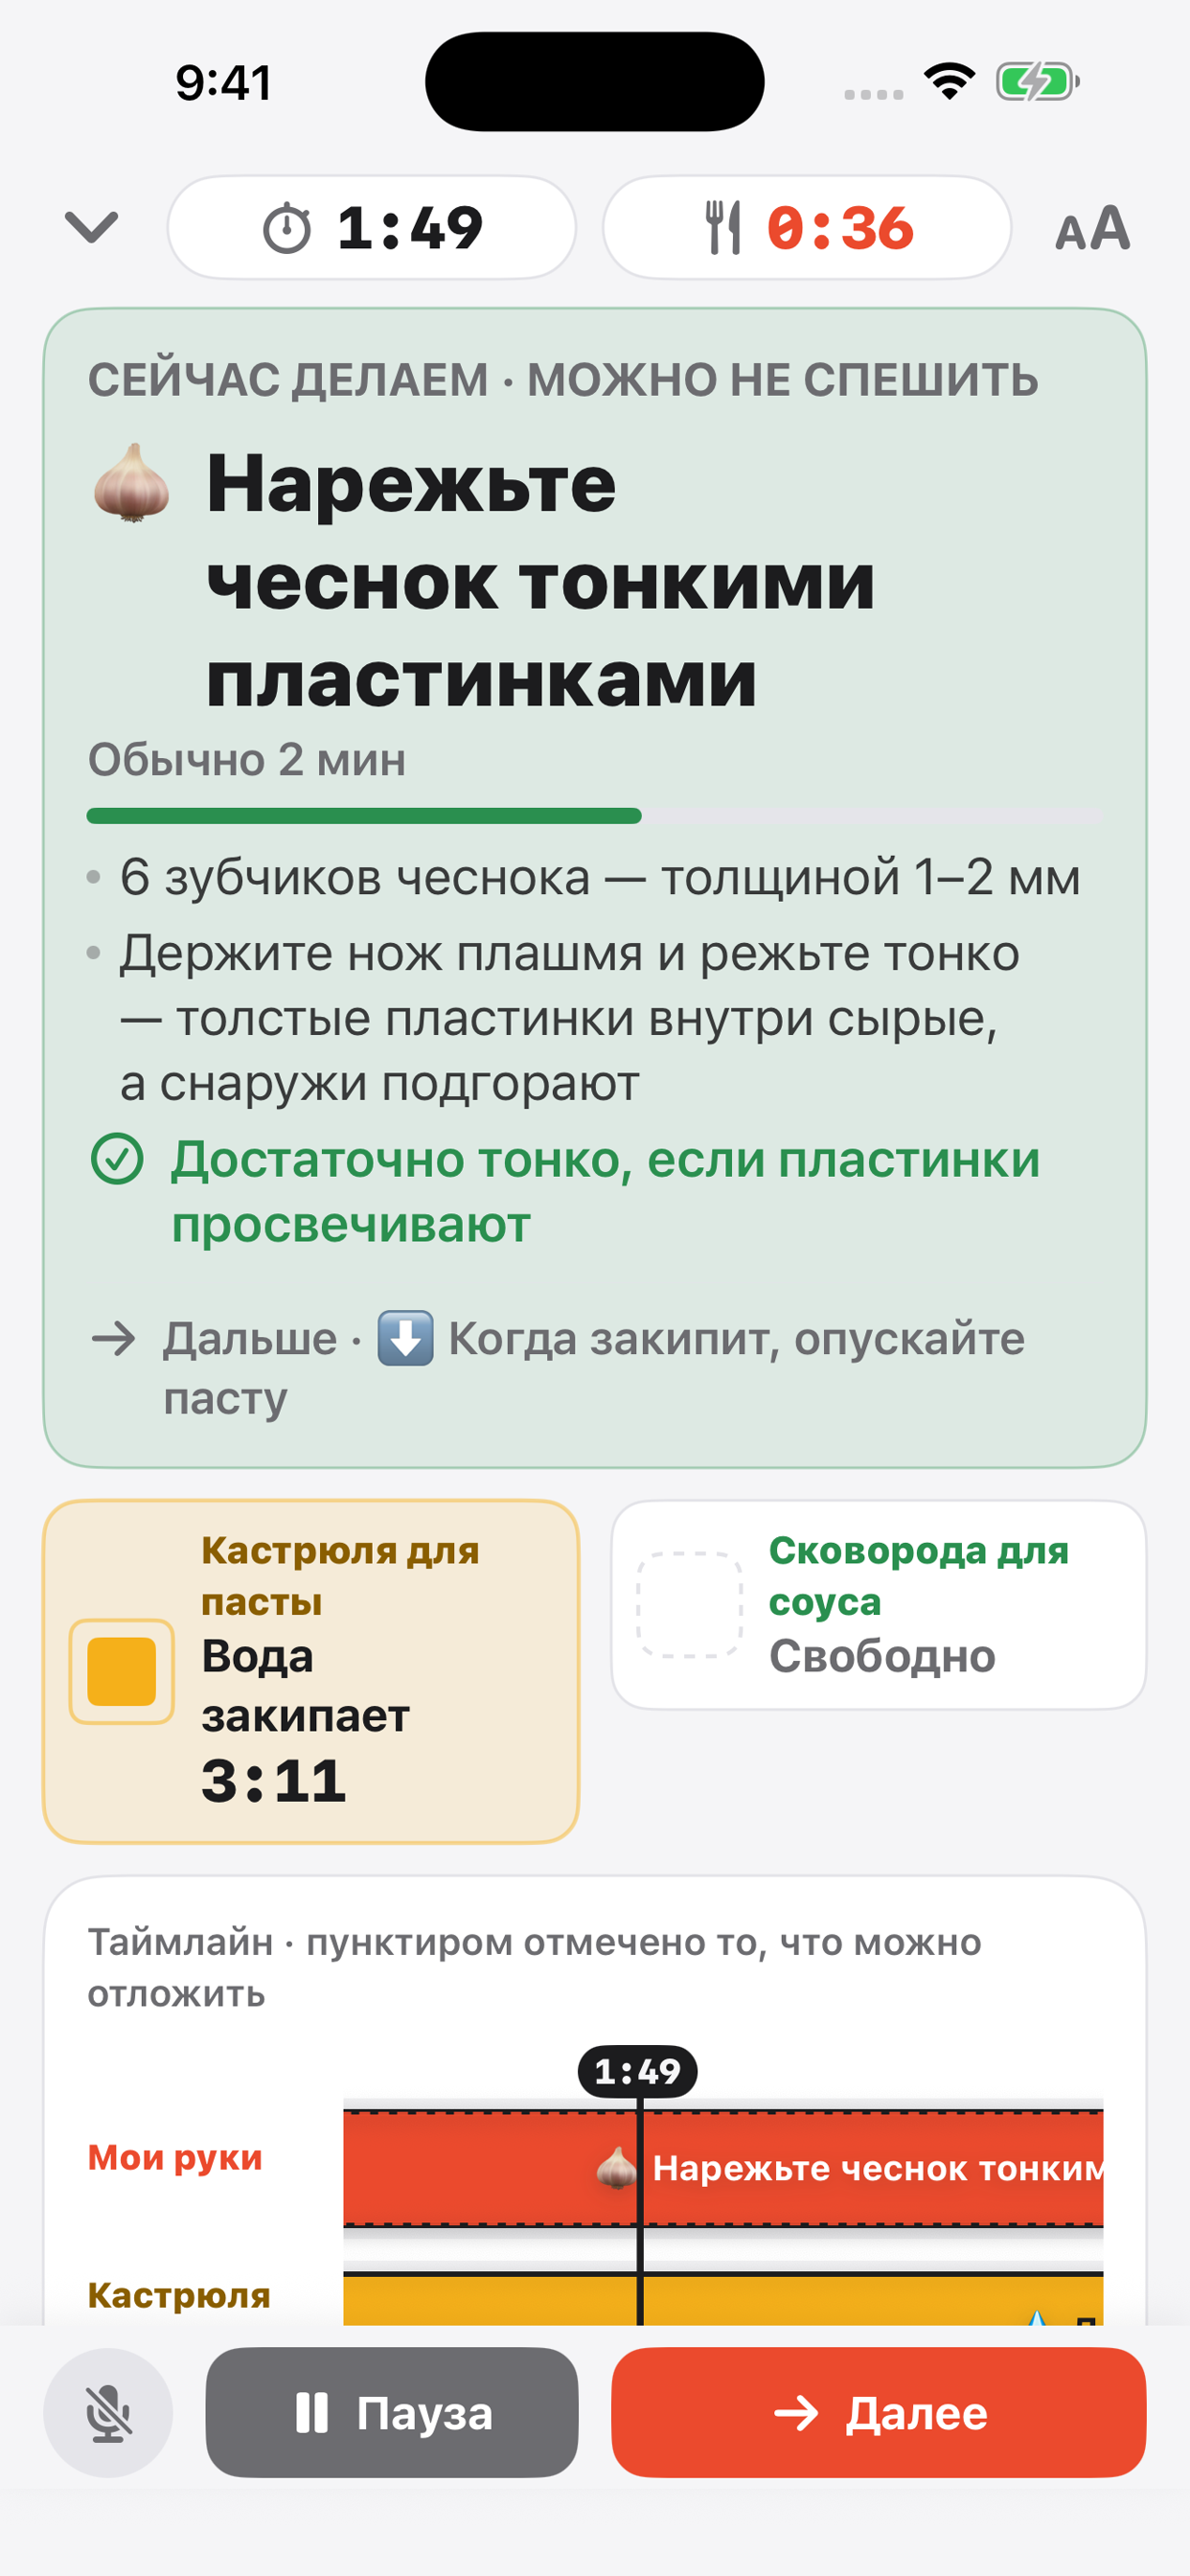 9:41
1:49
0:36
AA
СЕЙЧАС ДЕЛАЕМ · МОЖНО НЕ СПЕШИТЬ
Нарежьте
чеснок тонкими
пластинками
Обычно 2 мин
• 6 зубчиков чеснока — толщиной 1–2 мм
• Держите нож плашмя и режьте тонко
— толстые пластинки внутри сырые,
а снаружи подгорают
Достаточно тонко, если пластинки
просвечивают
→ Дальше · ⬇️ Когда закипит, опускайте
пасту
Кастрюля для
пасты
Вода
закипает
3:11
Сковорода для
соуса
Свободно
Таймлайн · пунктиром отмечено то, что можно
отложить
1:49
Мои руки
Нарежьте чеснок тонким
Кастрюля
Пауза
→ Далее